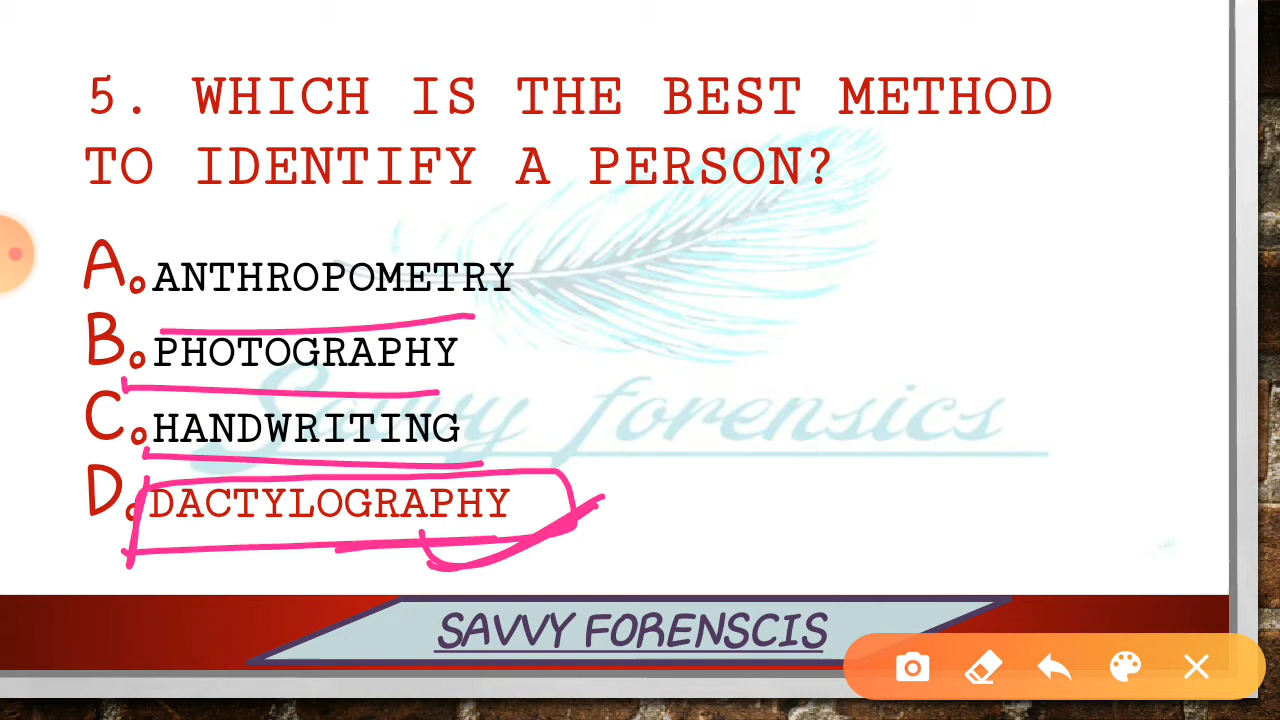 5. WHICH IS THE BEST METHOD
TO IDENTIFY A PERSON?
A. ANTHROPOMETRY
B. PHOTOGRAPHY
C. HANDWRITING
Savvy forensics
D. DACTYLOGRAPHY
SAVVY FORENSCIS